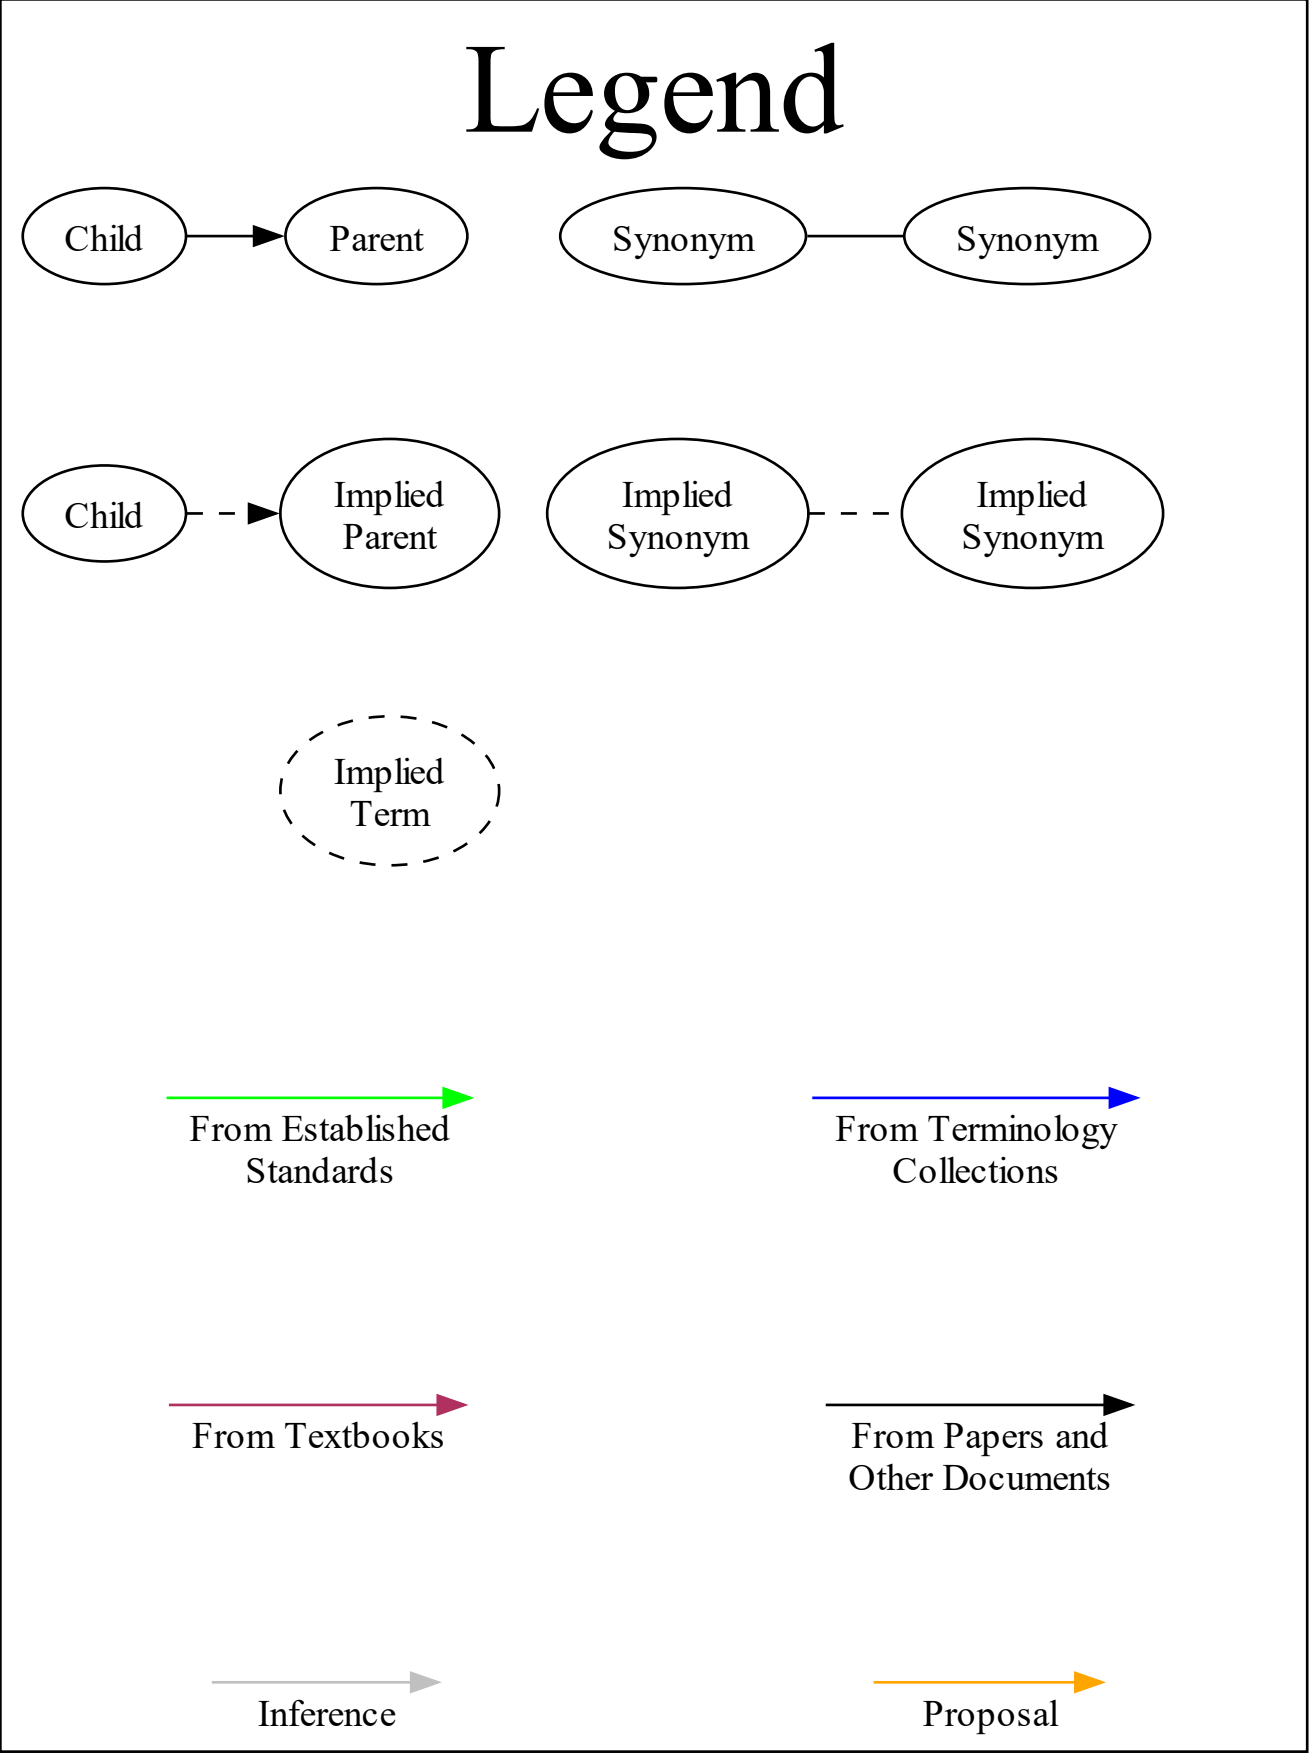 Legend
Child
Parent
Synonym
Synonym
Child
Implied
Parent
Implied
Synonym
Implied
Synonym
Implied
Term
From Established
Standards
From Terminology
Collections
From Textbooks
From Papers and
Other Documents
Inference
Proposal